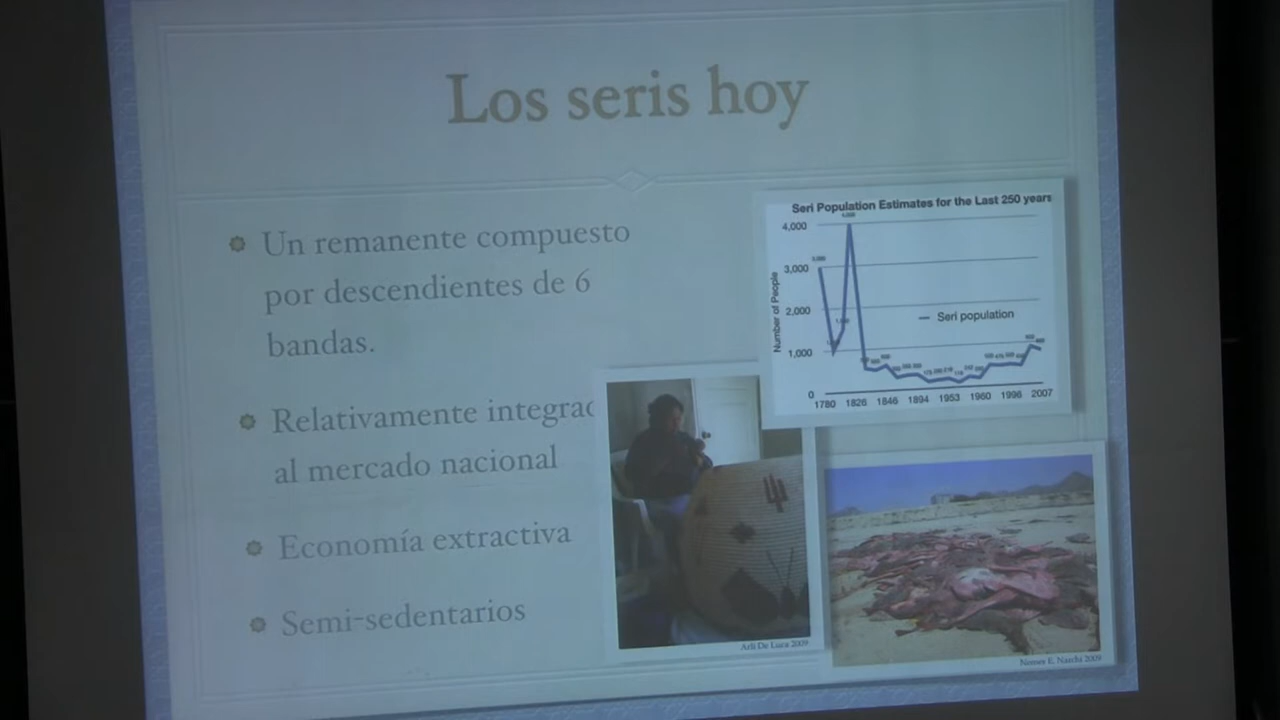 Los seris hoy
Un remanente compuesto
por descendientes de 6
bandas.
Relativamente integrad
al mercado nacional
Economía extractiva
Semi-sedentarios
Seri Population Estimates for the Last 250 years
Number of People
4,000
3,000
2,000
1,000
0
Seri population
1780 1826 1846 1894 1953 1960 1996 2007
Arli De Luca 2009
Nemer E. Narchi 2009